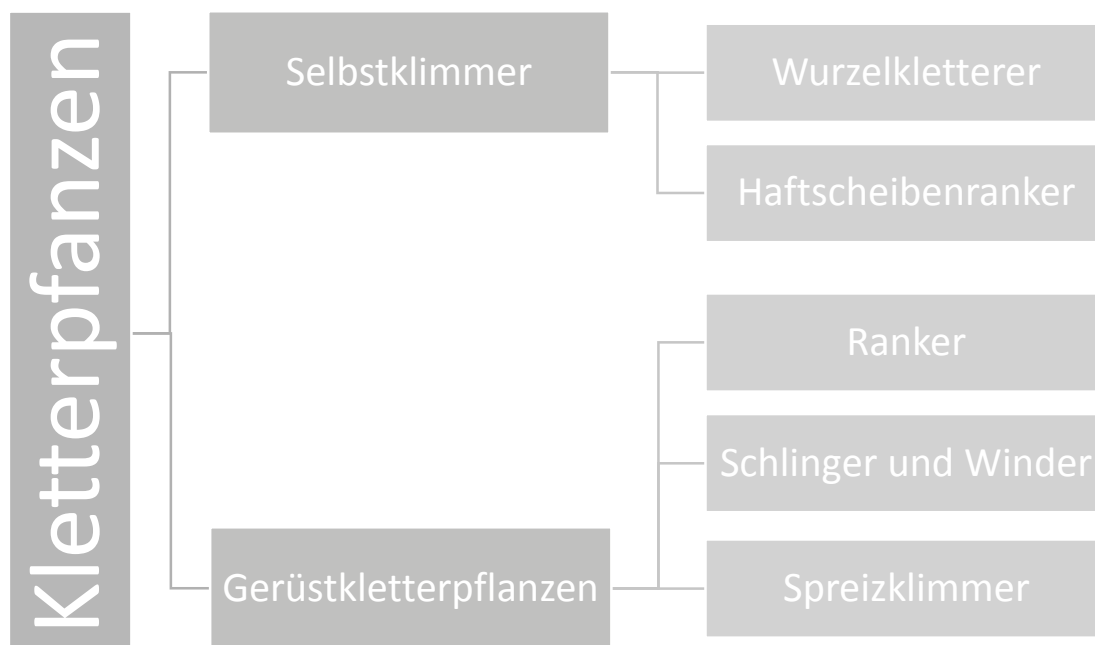 Kletterpfanzen
Selbstklimmer
Wurzelkletterer
Haftscheibenranker
Gerüstkletterpflanzen
Ranker
Schlinger und Winder
Spreizklimmer